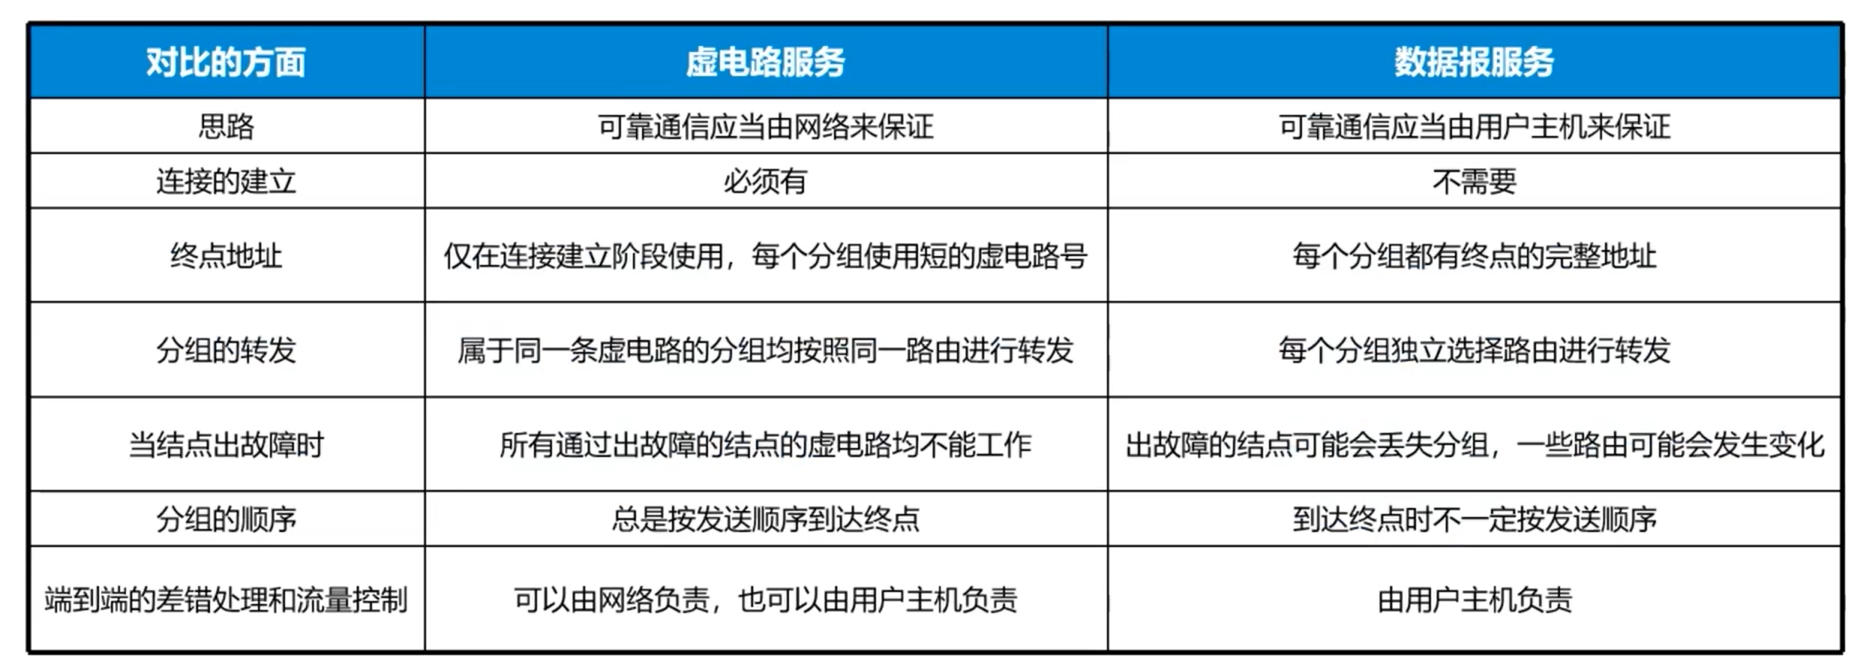 对比的方面
虚电路服务
数据报服务
思路
可靠通信应当由网络来保证
可靠通信应当由用户主机来保证
连接的建立
必须有
不需要
终点地址
仅在连接建立阶段使用，每个分组使用短的虚电路号
每个分组都有终点的完整地址
分组的转发
属于同一条虚电路的分组均按照同一路由进行转发
每个分组独立选择路由进行转发
当结点出故障时
所有通过出故障的结点的虚电路均不能工作
出故障的结点可能会丢失分组，一些路由可能会发生变化
分组的顺序
总是按发送顺序到达终点
到达终点时不一定按发送顺序
端到端的差错处理和流量控制
可以由网络负责，也可以由用户主机负责
由用户主机负责